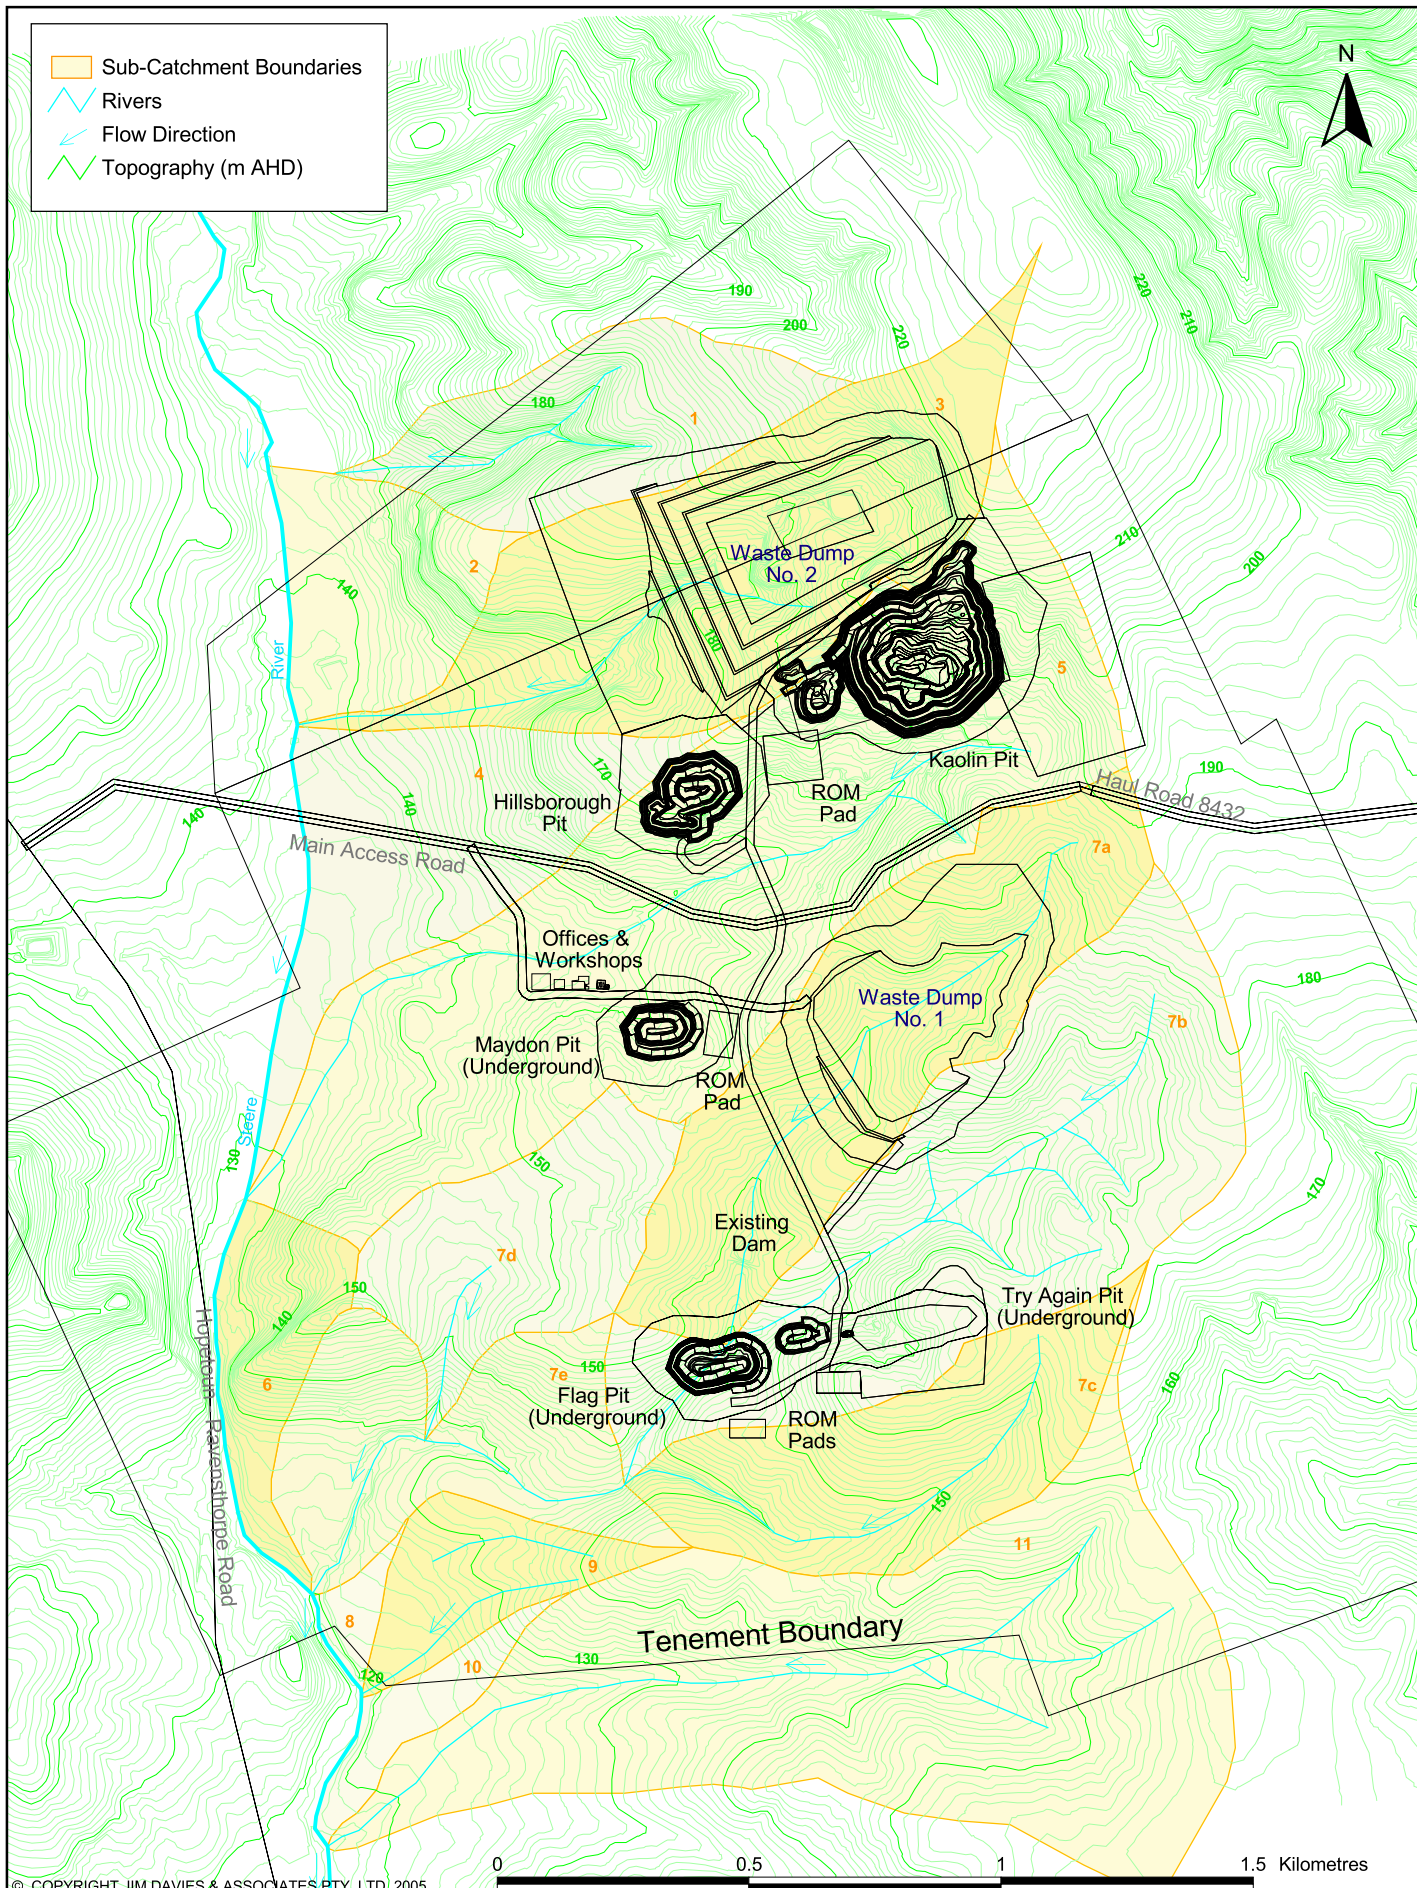 Sub-Catchment Boundaries
Rivers
Flow Direction
Topography (m AHD)
N
190
200
220
220
210
180
1
3
2
140
Waste Dump
No. 2
180
210
200
River
5
4
170
140
140
Hillsborough
Pit
Kaolin Pit
ROM
Pad
190
Haul Road 8432
Main Access Road
7a
Offices &
Workshops
180
Waste Dump
No. 1
7b
Maydon Pit
(Underground)
ROM
Pad
Steere
130
150
170
Existing
Dam
7d
150
140
Try Again Pit
(Underground)
Hopetoun - Ravensthorpe Road
6
150
7e
Flag Pit
(Underground)
7c
160
ROM
Pads
150
11
9
8
Tenement Boundary
10
130
120
0
0.5
1
1.5 Kilometres
© COPYRIGHT JIM DAVIES & ASSOCIATES PTY. LTD. 2005